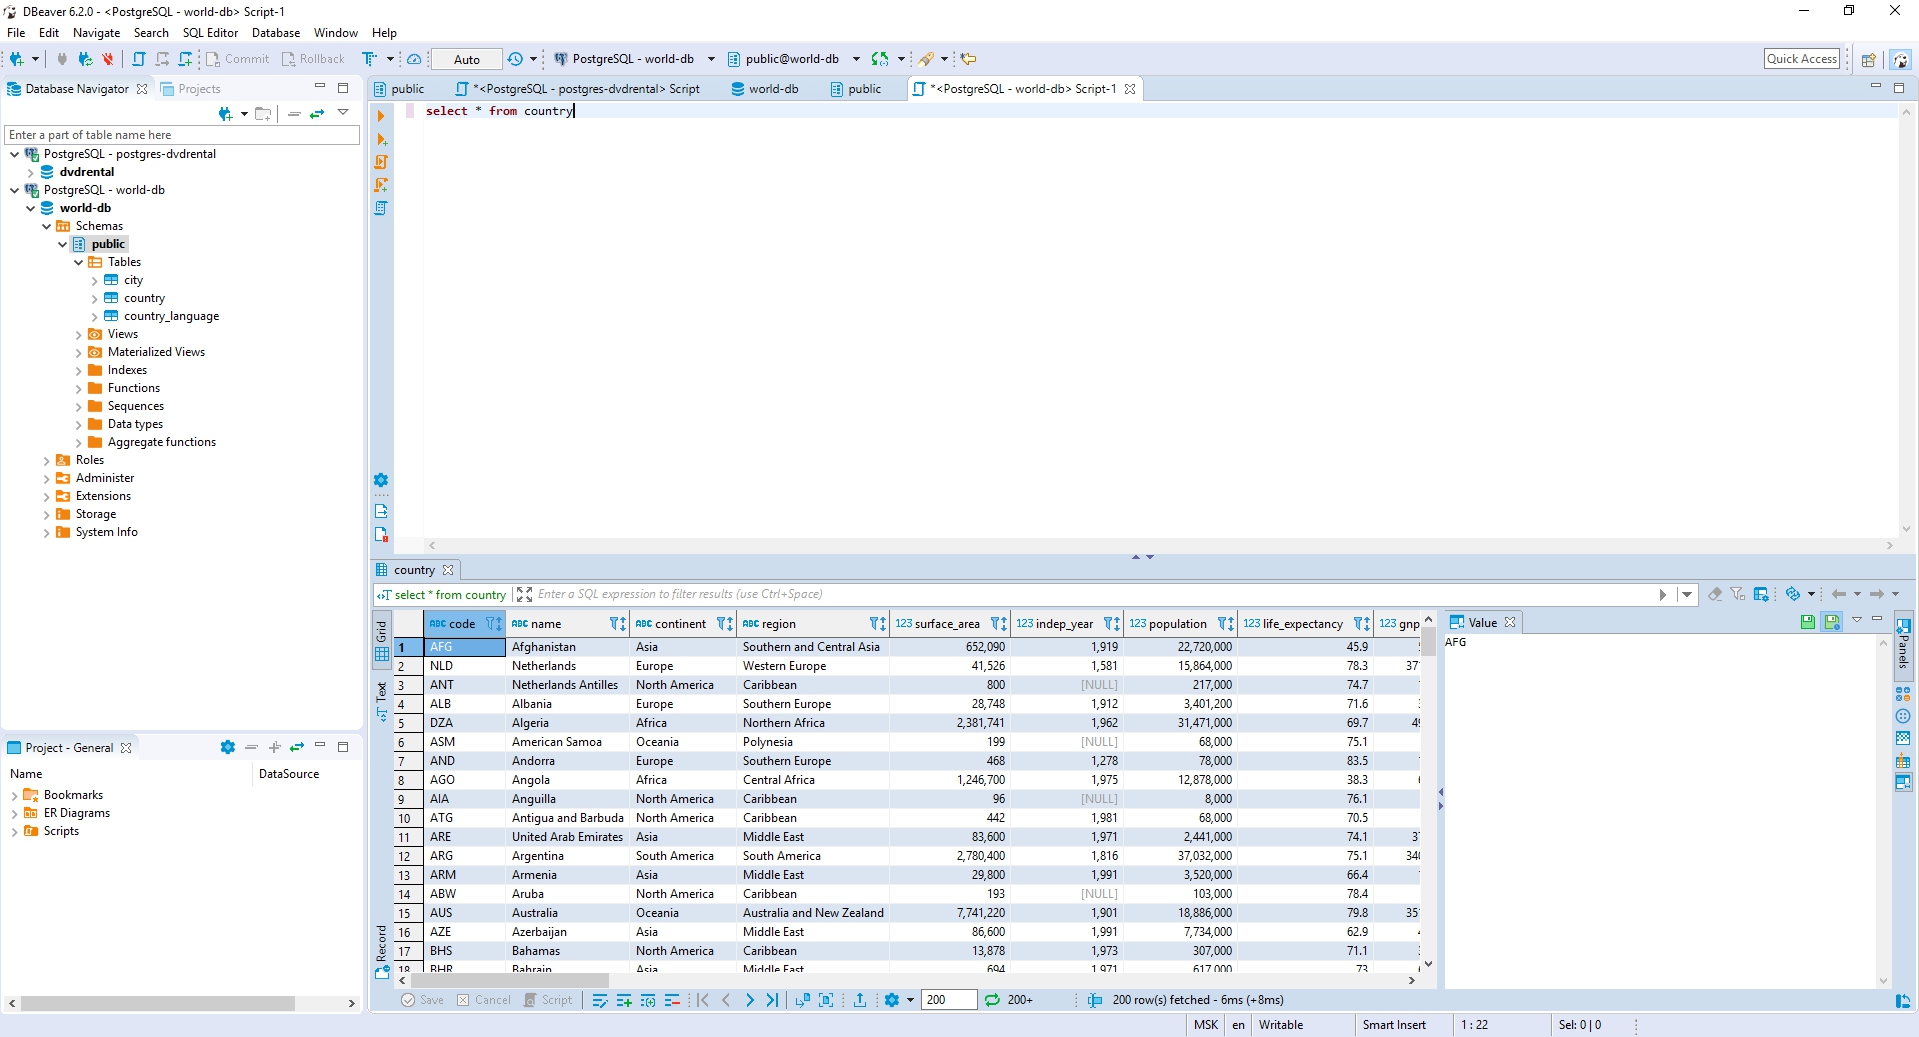 DBeaver 6.2.0 - <PostgreSQL - world-db> Script-1
File Edit Navigate Search SQL Editor Database Window Help
Commit Rollback Auto PostgreSQL - world-db public@world-db Quick Access
Database Navigator Projects
Enter a part of table name here
PostgreSQL - postgres-dvdrental
dvdrental
PostgreSQL - world-db
world-db
Schemas
public
Tables
city
country
country_language
Views
Materialized Views
Indexes
Functions
Sequences
Data types
Aggregate functions
Roles
Administer
Extensions
Storage
System Info
Project - General
Name DataSource
Bookmarks
ER Diagrams
Scripts
public *<PostgreSQL - postgres-dvdrental> Script world-db public *<PostgreSQL - world-db> Script-1
select * from country
country
select * from country Enter a SQL expression to filter results (use Ctrl+Space)
Grid
Text
Record
ABC code ABC name ABC continent ABC region 123 surface_area 123 indep_year 123 population 123 life_expectancy 123 gnp
1 AFG Afghanistan Asia Southern and Central Asia 652,090 1,919 22,720,000 45.9
2 NLD Netherlands Europe Western Europe 41,526 1,581 15,864,000 78.3 37
3 ANT Netherlands Antilles North America Caribbean 800 [NULL] 217,000 74.7
4 ALB Albania Europe Southern Europe 28,748 1,912 3,401,200 71.6
5 DZA Algeria Africa Northern Africa 2,381,741 1,962 31,471,000 69.7 49
6 ASM American Samoa Oceania Polynesia 199 [NULL] 68,000 75.1
7 AND Andorra Europe Southern Europe 468 1,278 78,000 83.5
8 AGO Angola Africa Central Africa 1,246,700 1,975 12,878,000 38.3
9 AIA Anguilla North America Caribbean 96 [NULL] 8,000 76.1
10 ATG Antigua and Barbuda North America Caribbean 442 1,981 68,000 70.5
11 ARE United Arab Emirates Asia Middle East 83,600 1,971 2,441,000 74.1 37
12 ARG Argentina South America South America 2,780,400 1,816 37,032,000 75.1 340
13 ARM Armenia Asia Middle East 29,800 1,991 3,520,000 66.4
14 ABW Aruba North America Caribbean 193 [NULL] 103,000 78.4
15 AUS Australia Oceania Australia and New Zealand 7,741,220 1,901 18,886,000 79.8 35
16 AZE Azerbaijan Asia Middle East 86,600 1,991 7,734,000 62.9
17 BHS Bahamas North America Caribbean 13,878 1,973 307,000 71.1
18 BHR Bahrain Asia Middle East 694 1,971 617,000 73
Value
AFG
Panels
Save Cancel Script 200 200+ 200 row(s) fetched - 6ms (+8ms)
MSK en Writable Smart Insert 1 : 22 Sel: 0 | 0